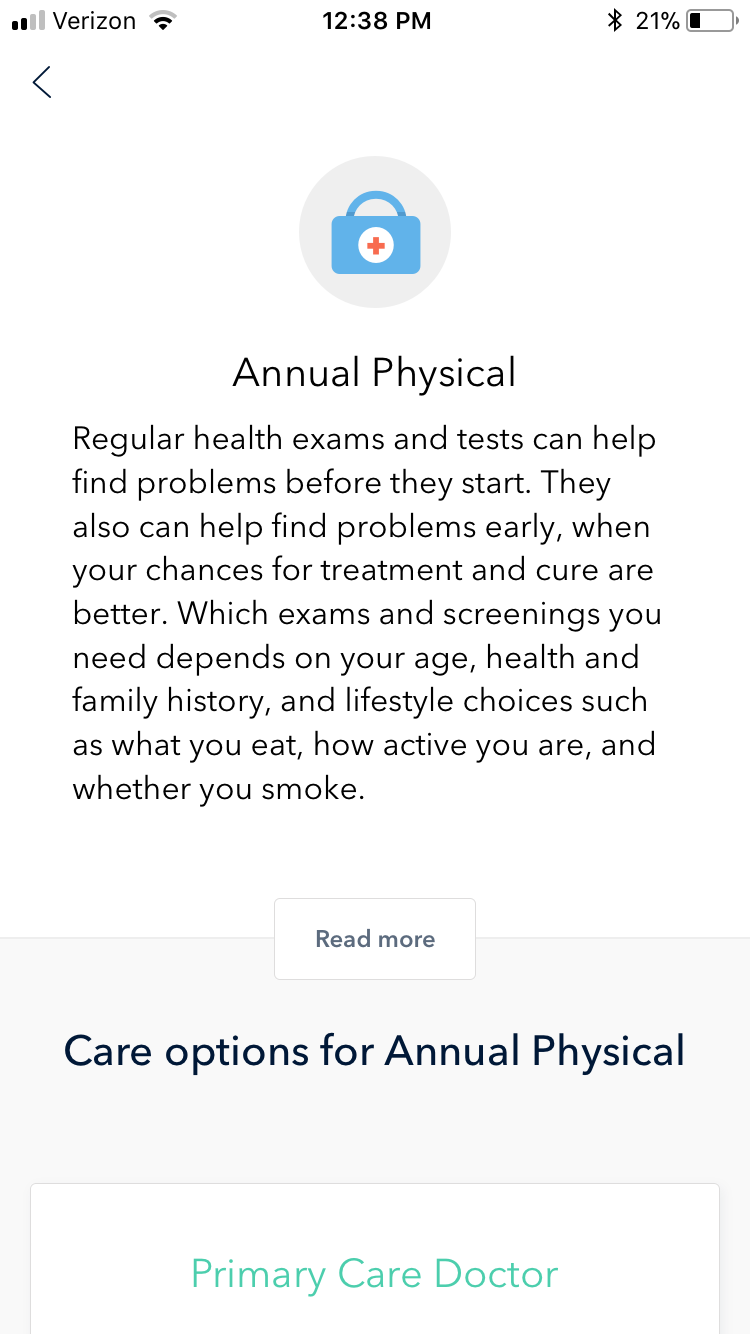 Verizon 12:38 PM 21%
Annual Physical
Regular health exams and tests can help
find problems before they start. They
also can help find problems early, when
your chances for treatment and cure are
better. Which exams and screenings you
need depends on your age, health and
family history, and lifestyle choices such
as what you eat, how active you are, and
whether you smoke.
Read more
Care options for Annual Physical
Primary Care Doctor